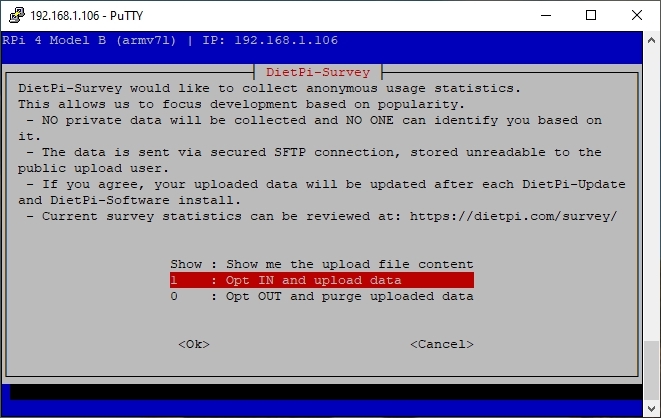 192.168.1.106 - PuTTY
RPi 4 Model B (armv7l) | IP: 192.168.1.106
DietPi-Survey
DietPi-Survey would like to collect anonymous usage statistics.
This allows us to focus development based on popularity.
- NO private data will be collected and NO ONE can identify you based on
it.
- The data is sent via secured SFTP connection, stored unreadable to the
public upload user.
- If you agree, your uploaded data will be updated after each DietPi-Update
and DietPi-Software install.
- Current survey statistics can be reviewed at: https://dietpi.com/survey/
Show : Show me the upload file content
1 : Opt IN and upload data
0 : Opt OUT and purge uploaded data
<Ok> <Cancel>